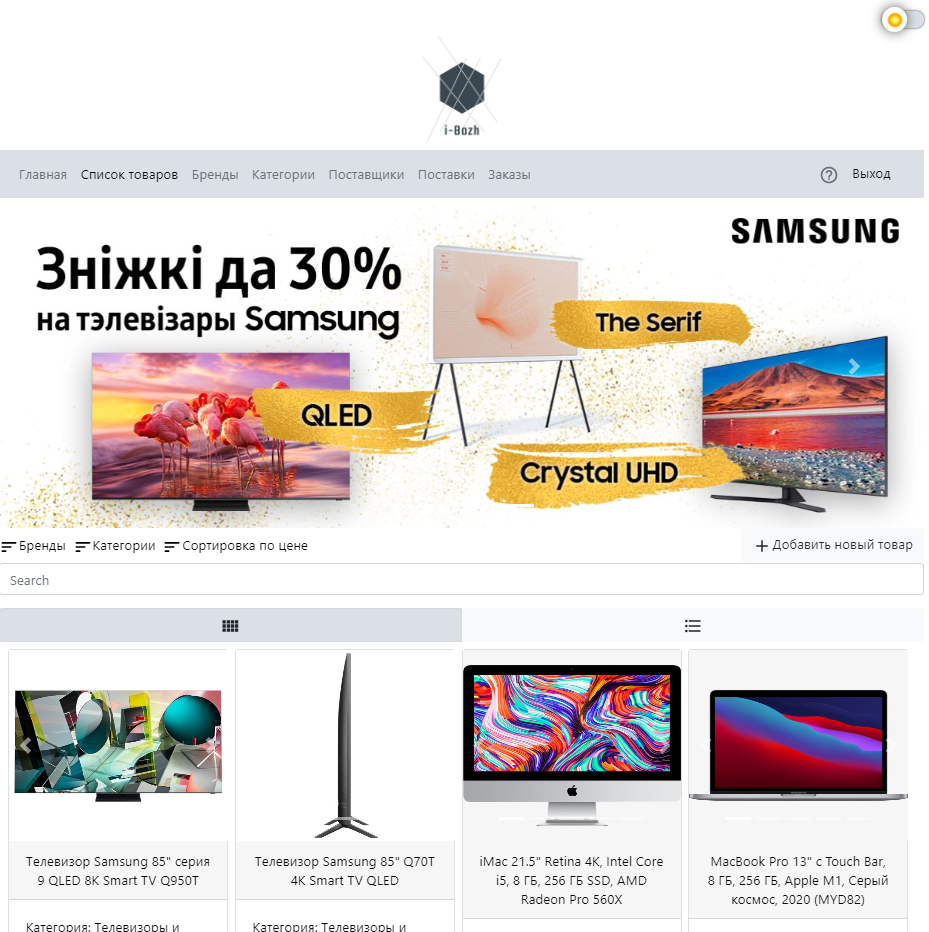 i-Bozh
Главная Список товаров Бренды Категории Поставщики Поставки Заказы Выход
SAMSUNG
Зніжкі да 30%
на тэлевізары Samsung
The Serif
QLED
Crystal UHD
Бренды Категории Сортировка по цене Добавить новый товар
Search
Телевизор Samsung 85" серия
9 QLED 8K Smart TV Q950T
Телевизор Samsung 85" Q70T
4K Smart TV QLED
iMac 21.5" Retina 4K, Intel Core
i5, 8 ГБ, 256 ГБ SSD, AMD
Radeon Pro 560X
MacBook Pro 13" с Touch Bar,
8 ГБ, 256 ГБ, Apple M1, Серый
космос, 2020 (MYD82)
Категория: Телевизоры и
Категория: Телевизоры и